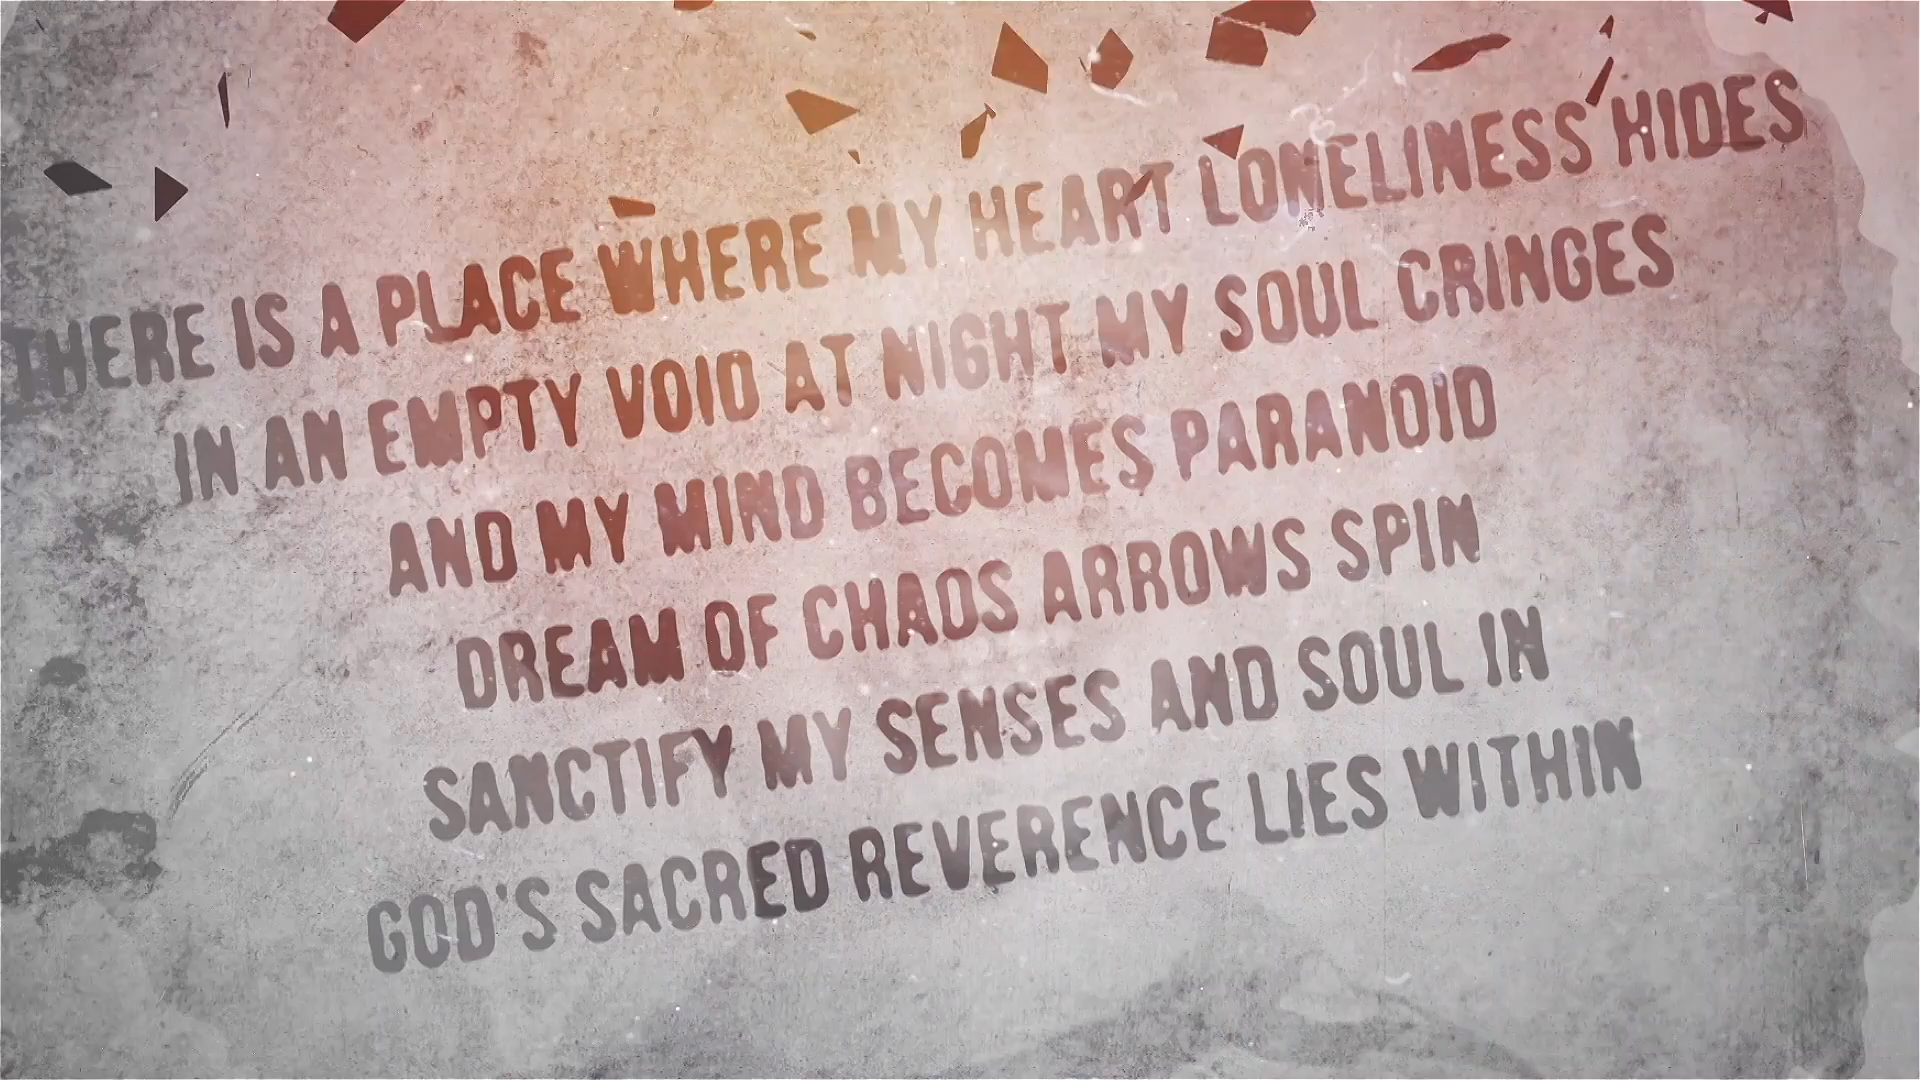 THERE IS A PLACE WHERE MY HEART LONELINESS HIDES
IN AN EMPTY VOID AT NIGHT MY SOUL CRINGES
AND MY MIND BECOMES PARANOID
DREAM OF CHAOS ARROWS SPIN
SANCTIFY MY SENSES AND SOUL IN
GOD'S SACRED REVERENCE LIES WITHIN